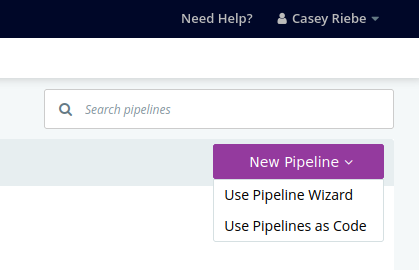 Need Help?
Casey Riebe
Search pipelines
New Pipeline
Use Pipeline Wizard
Use Pipelines as Code